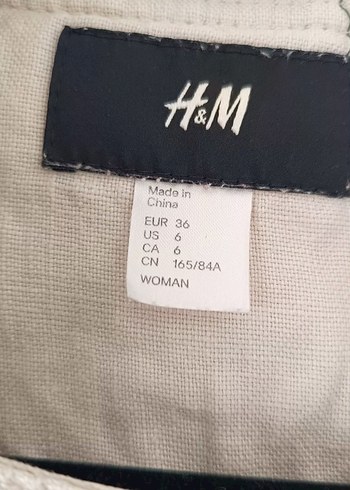 H&M
Made in
China
EUR 36
US 6
CA 6
CN 165/84A
WOMAN